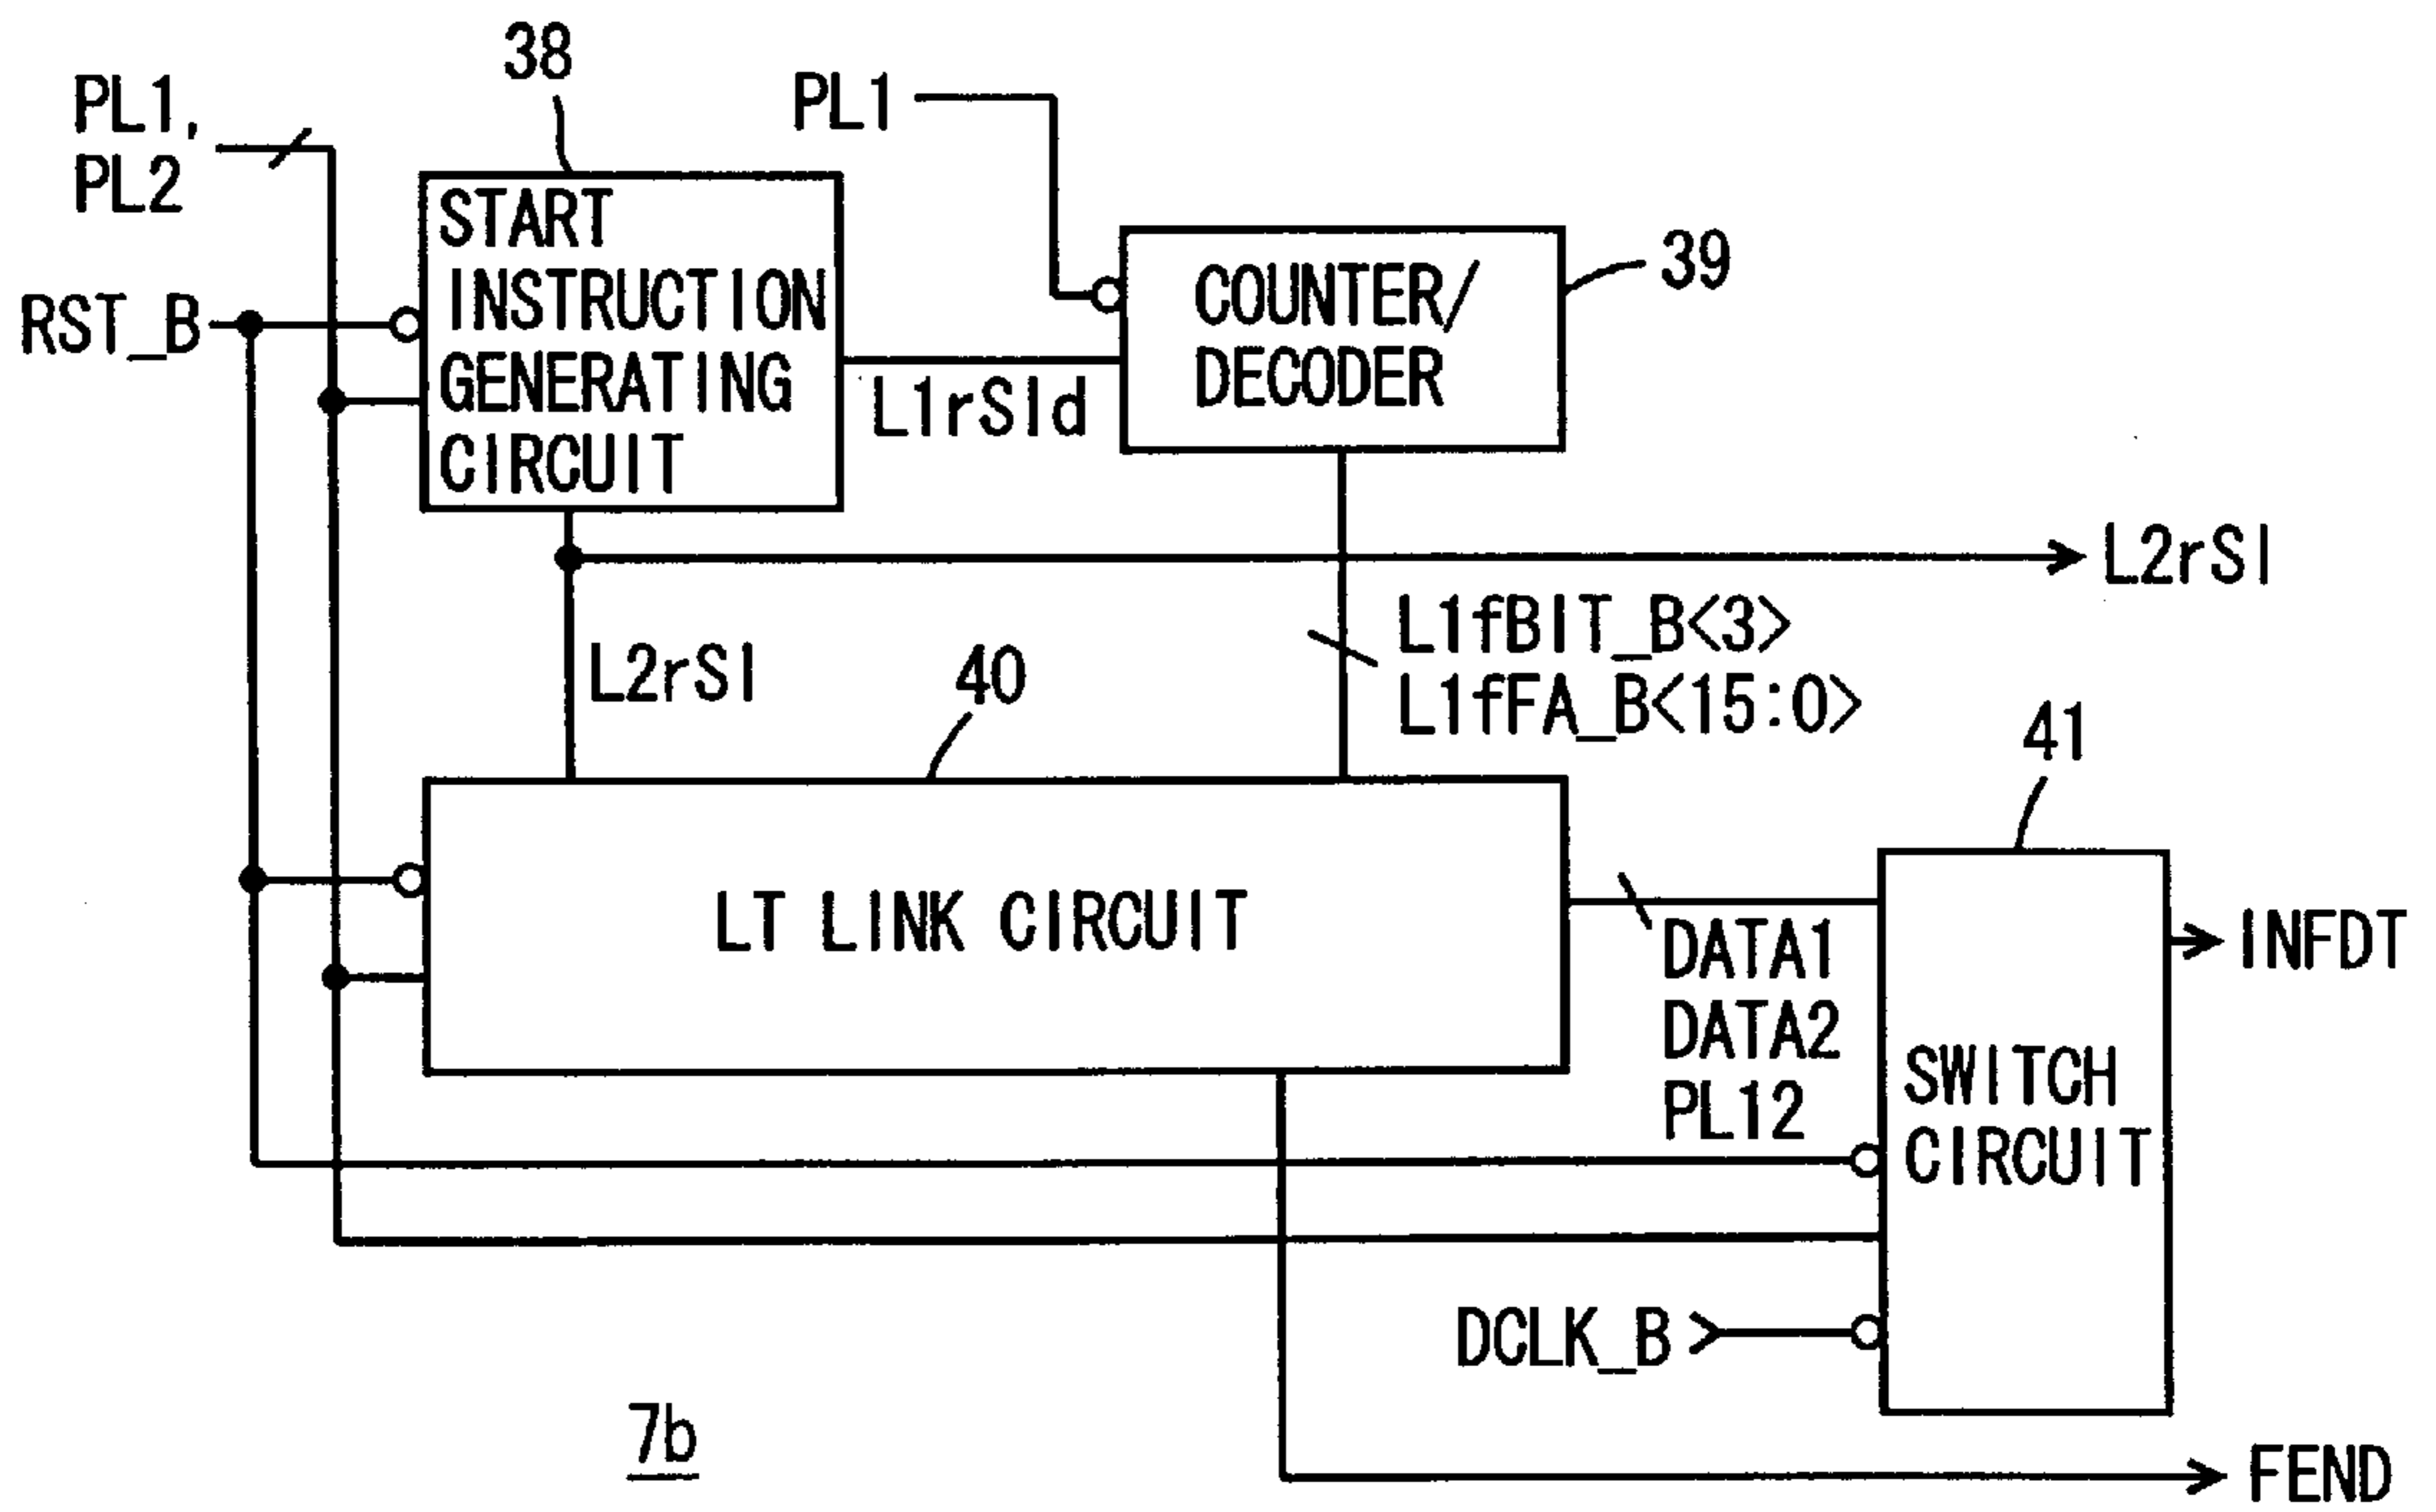 38
PL1,
PL2
PL1
START
INSTRUCTION
GENERATING
CIRCUIT
RST_B
COUNTER/
DECODER
39
L1rSId
L2rSI
L1fBIT_B<3>
L1fFA_B<15:0>
L2rSI
40
41
LT LINK CIRCUIT
DATA1
DATA2
PL12
INFDT
SWITCH
CIRCUIT
DCLK_B
7b
FEND